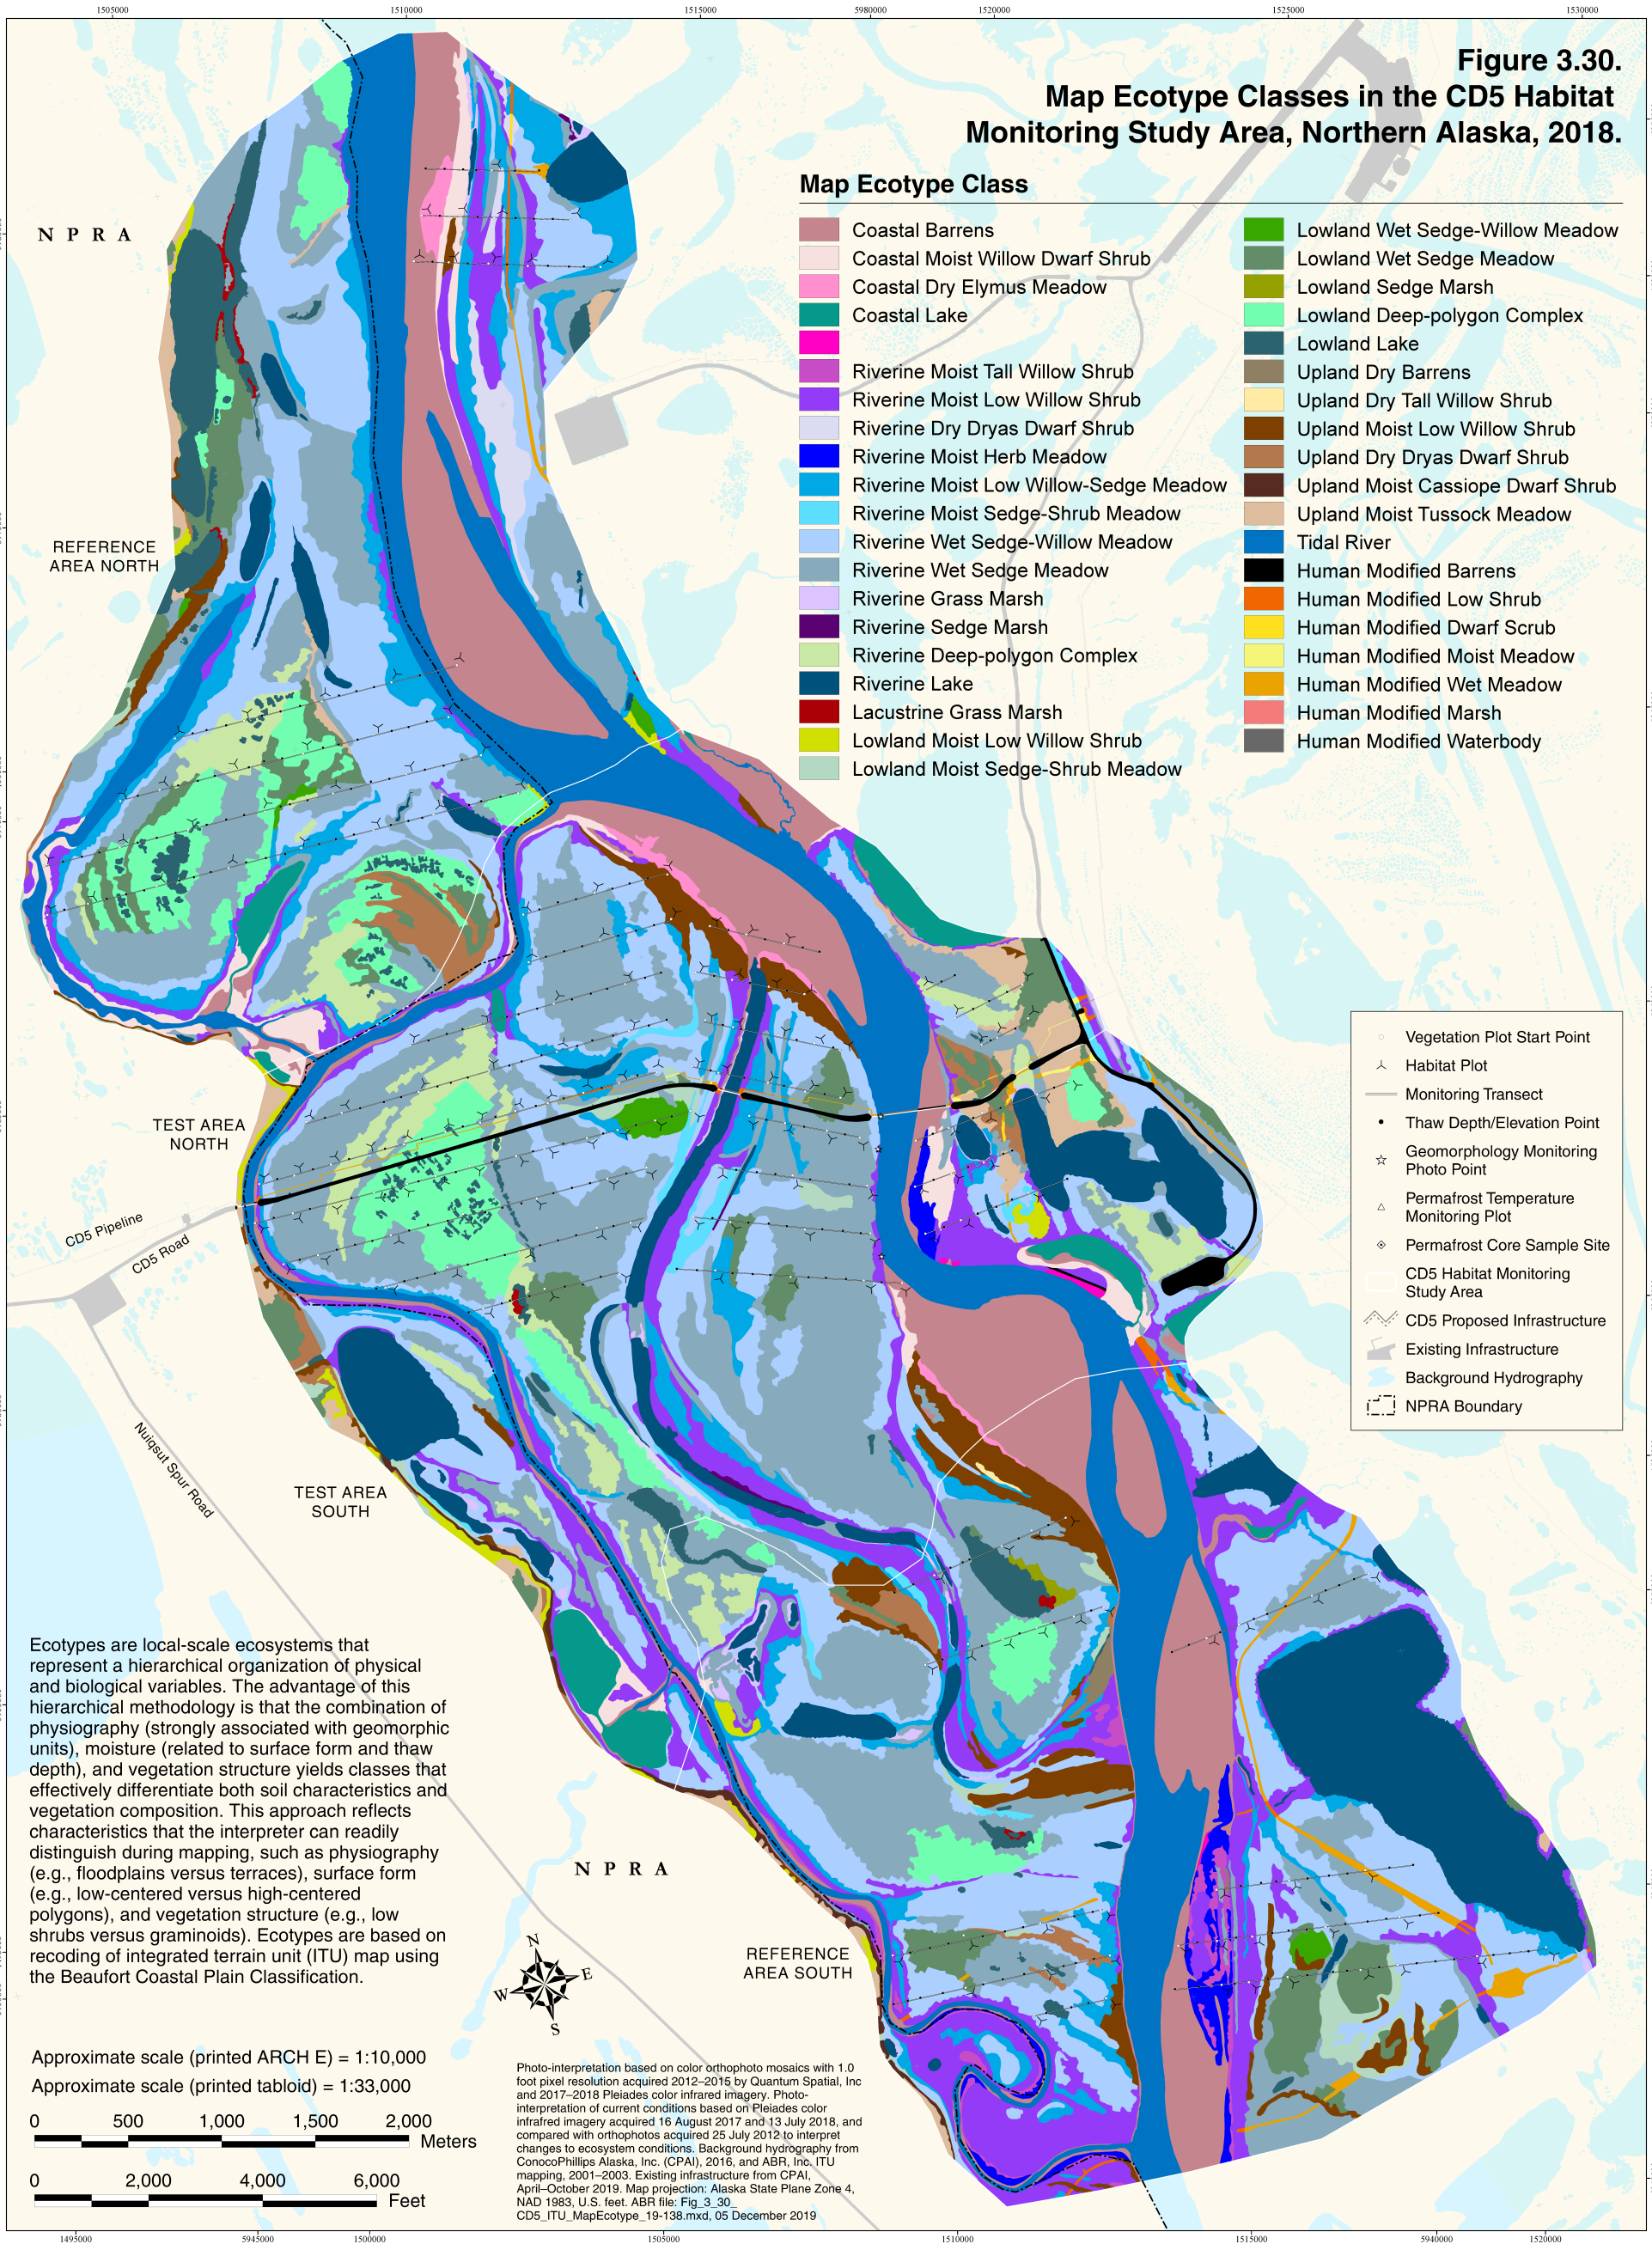 1505000
1510000
1515000
5980000
1520000
1525000
1530000
Figure 3.30.
Map Ecotype Classes in the CD5 Habitat
Monitoring Study Area, Northern Alaska, 2018.
Map Ecotype Class
Coastal Barrens
Coastal Moist Willow Dwarf Shrub
Coastal Dry Elymus Meadow
Coastal Lake
Riverine Moist Tall Willow Shrub
Riverine Moist Low Willow Shrub
Riverine Dry Dryas Dwarf Shrub
Riverine Moist Herb Meadow
Riverine Moist Low Willow-Sedge Meadow
Riverine Moist Sedge-Shrub Meadow
Riverine Wet Sedge-Willow Meadow
Riverine Wet Sedge Meadow
Riverine Grass Marsh
Riverine Sedge Marsh
Riverine Deep-polygon Complex
Riverine Lake
Lacustrine Grass Marsh
Lowland Moist Low Willow Shrub
Lowland Moist Sedge-Shrub Meadow
Lowland Wet Sedge-Willow Meadow
Lowland Wet Sedge Meadow
Lowland Sedge Marsh
Lowland Deep-polygon Complex
Lowland Lake
Upland Dry Barrens
Upland Dry Tall Willow Shrub
Upland Moist Low Willow Shrub
Upland Dry Dryas Dwarf Shrub
Upland Moist Cassiope Dwarf Shrub
Upland Moist Tussock Meadow
Tidal River
Human Modified Barrens
Human Modified Low Shrub
Human Modified Dwarf Scrub
Human Modified Moist Meadow
Human Modified Wet Meadow
Human Modified Marsh
Human Modified Waterbody
N P R A
REFERENCE
AREA NORTH
TEST AREA
NORTH
CD5 Pipeline
CD5 Road
Nuiqsut Spur Road
TEST AREA
SOUTH
N P R A
REFERENCE
AREA SOUTH
Vegetation Plot Start Point
Habitat Plot
Monitoring Transect
Thaw Depth/Elevation Point
Geomorphology Monitoring
Photo Point
Permafrost Temperature
Monitoring Plot
Permafrost Core Sample Site
CD5 Habitat Monitoring
Study Area
CD5 Proposed Infrastructure
Existing Infrastructure
Background Hydrography
NPRA Boundary
Ecotypes are local-scale ecosystems that
represent a hierarchical organization of physical
and biological variables. The advantage of this
hierarchical methodology is that the combination of
physiography (strongly associated with geomorphic
units), moisture (related to surface form and thaw
depth), and vegetation structure yields classes that
effectively differentiate both soil characteristics and
vegetation composition. This approach reflects
characteristics that the interpreter can readily
distinguish during mapping, such as physiography
(e.g., floodplains versus terraces), surface form
(e.g., low-centered versus high-centered
polygons), and vegetation structure (e.g., low
shrubs versus graminoids). Ecotypes are based on
recoding of integrated terrain unit (ITU) map using
the Beaufort Coastal Plain Classification.
N
W E
S
Approximate scale (printed ARCH E) = 1:10,000
Approximate scale (printed tabloid) = 1:33,000
0 500 1,000 1,500 2,000
Meters
0 2,000 4,000 6,000
Feet
Photo-interpretation based on color orthophoto mosaics with 1.0
foot pixel resolution acquired 2012–2015 by Quantum Spatial, Inc
and 2017–2018 Pleiades color infrared imagery. Photo-
interpretation of current conditions based on Pleiades color
infrafred imagery acquired 16 August 2017 and 13 July 2018, and
compared with orthophotos acquired 25 July 2012 to interpret
changes to ecosystem conditions. Background hydrography from
ConocoPhillips Alaska, Inc. (CPAI), 2016, and ABR, Inc. ITU
mapping, 2001–2003. Existing infrastructure from CPAI,
April–October 2019. Map projection: Alaska State Plane Zone 4,
NAD 1983, U.S. feet. ABR file: Fig_3_30_
CD5_ITU_MapEcotype_19-138.mxd, 05 December 2019
1495000
5945000
1500000
1505000
1510000
1515000
5940000
1520000